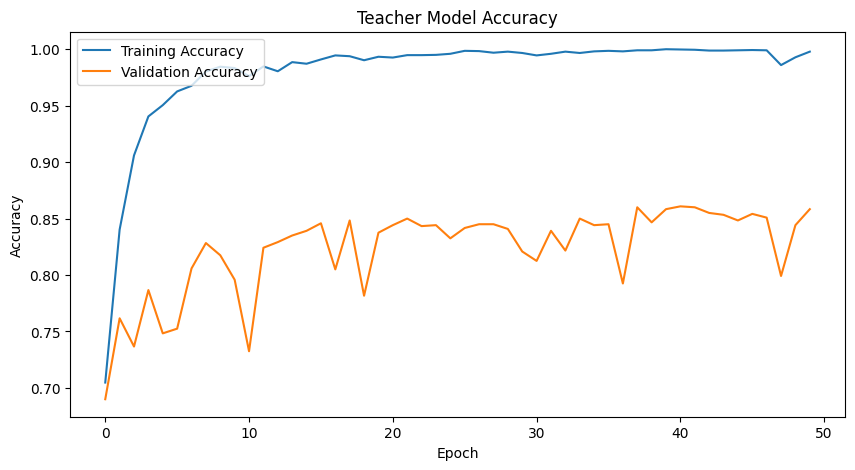 Teacher Model Accuracy
Training Accuracy
Validation Accuracy
1.00
0.95
0.90
0.85
0.80
0.75
0.70
Accuracy
0 10 20 30 40 50
Epoch